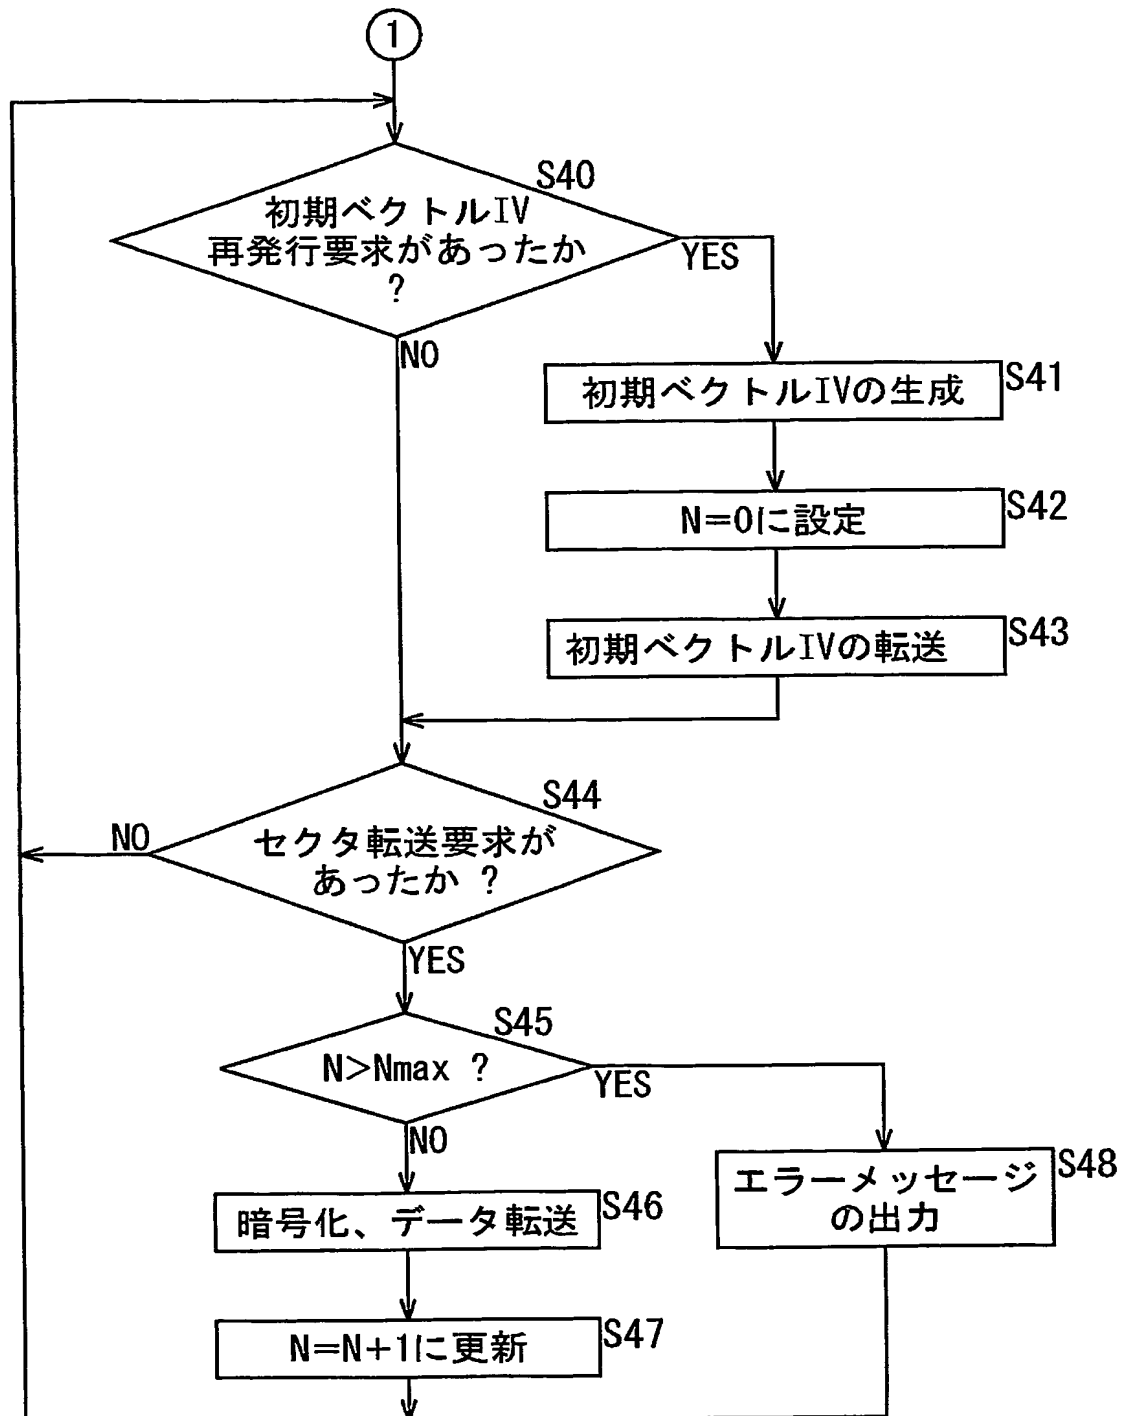 1
S40
初期ベクトルIV
再発行要求があったか
?
YES
NO
初期ベクトルIVの生成
S41
N=0に設定
S42
初期ベクトルIVの転送
S43
S44
セクタ転送要求が
あったか ?
NO
YES
S45
N>Nmax ?
YES
NO
暗号化、データ転送
S46
エラーメッセージ
の出力
S48
N=N+1に更新
S47